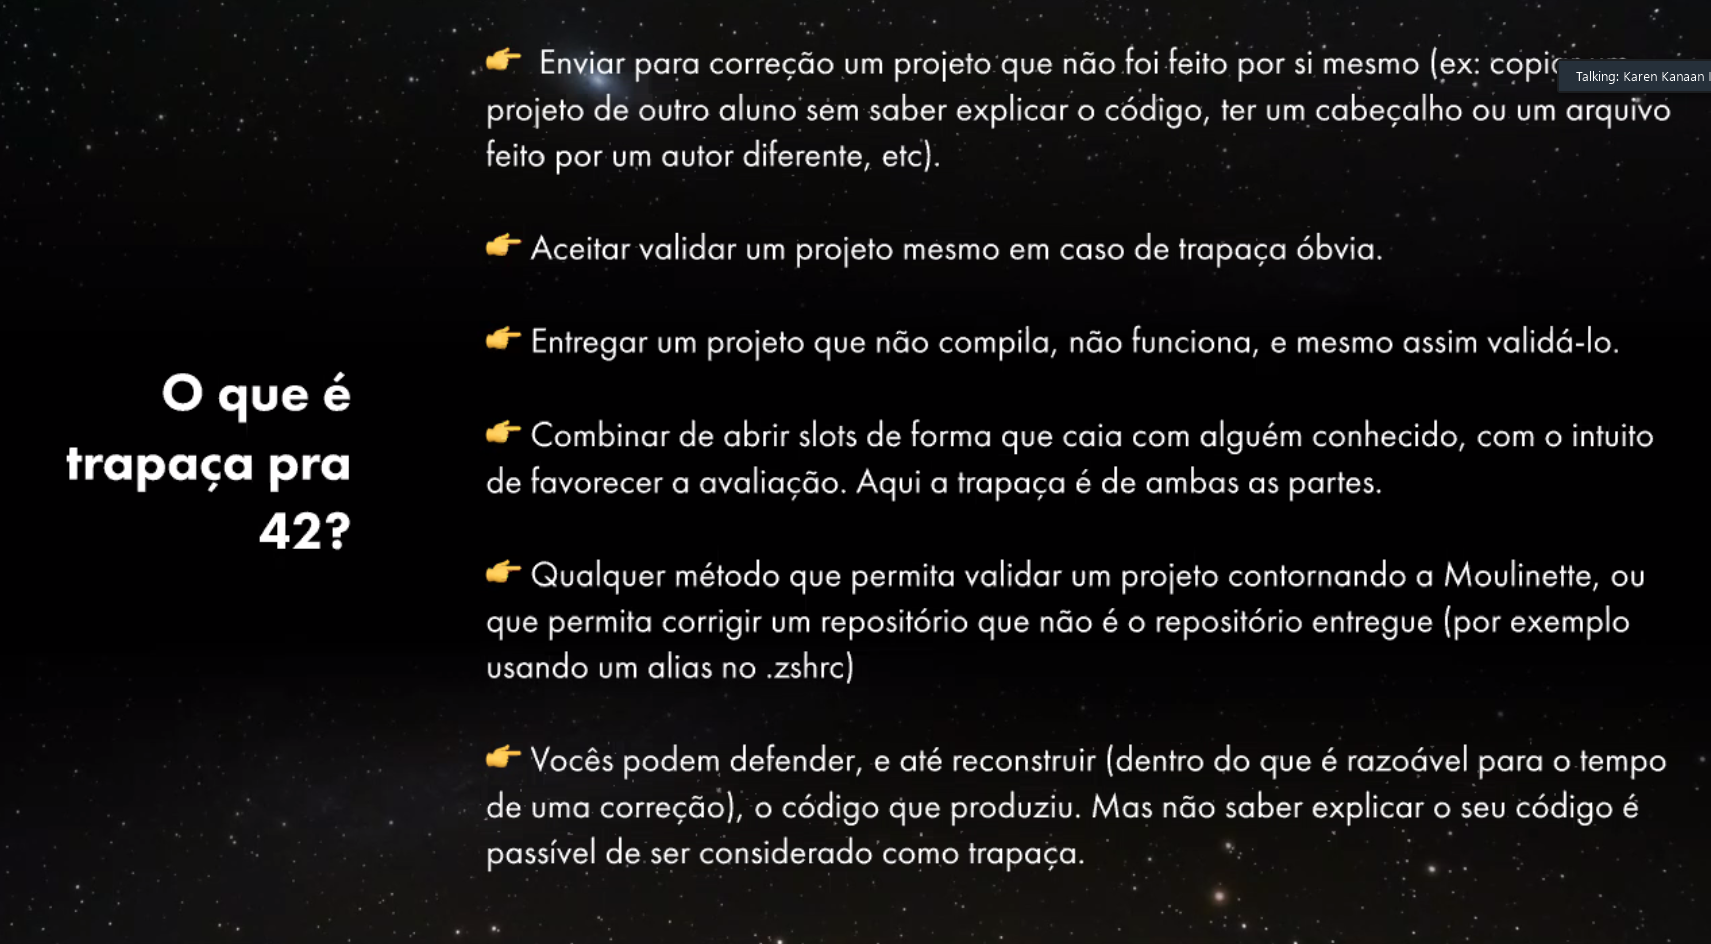 👉 Enviar para correção um projeto que não foi feito por si mesmo (ex:
Talking: Karen Kanaan
projeto de outro aluno sem saber explicar o código, ter um cabeçalho ou um arquivo
feito por um autor diferente, etc).
👉 Aceitar validar um projeto mesmo em caso de trapaça óbvia.
👉 Entregar um projeto que não compila, não funciona, e mesmo assim validá-lo.
O que é
trapaça pra
42?
👉 Combinar de abrir slots de forma que caia com alguém conhecido, com o intuito
de favorecer a avaliação. Aqui a trapaça é de ambas as partes.
👉 Qualquer método que permita validar um projeto contornando a Moulinette, ou
que permita corrigir um repositório que não é o repositório entregue (por exemplo
usando um alias no .zshrc)
👉 Vocês podem defender, e até reconstruir (dentro do que é razoável para o tempo
de uma correção), o código que produziu. Mas não saber explicar o seu código é
passível de ser considerado como trapaça.